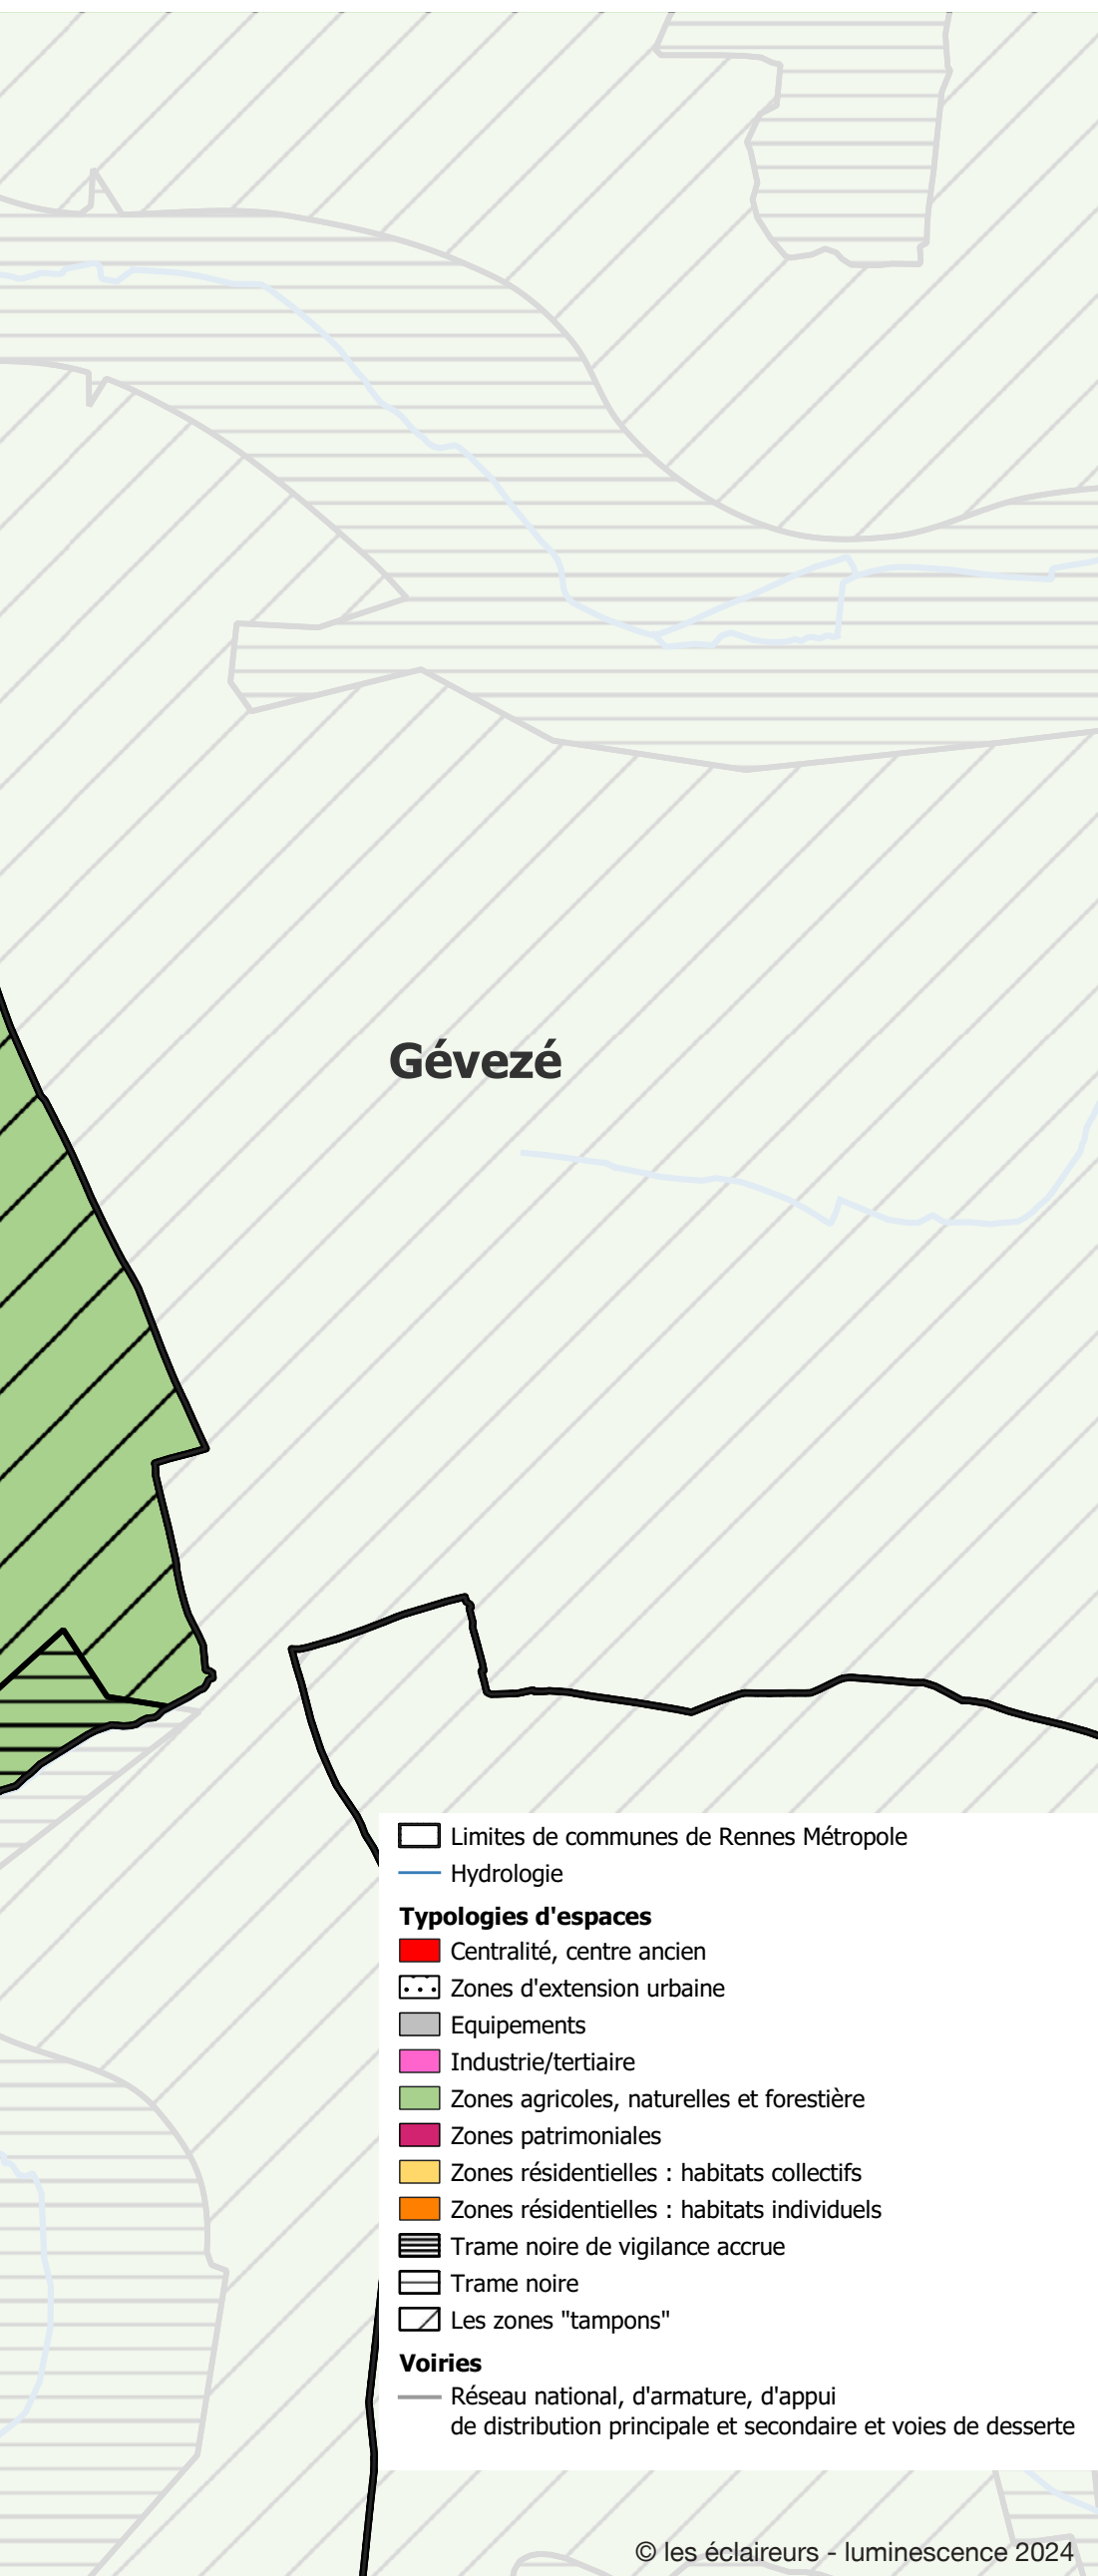 Gévezé
Limites de communes de Rennes Métropole
Hydrologie
Typologies d'espaces
Centralité, centre ancien
Zones d'extension urbaine
Equipements
Industrie/tertiaire
Zones agricoles, naturelles et forestière
Zones patrimoniales
Zones résidentielles : habitats collectifs
Zones résidentielles : habitats individuels
Trame noire de vigilance accrue
Trame noire
Les zones "tampons"
Voiries
Réseau national, d'armature, d'appui
de distribution principale et secondaire et voies de desserte
© les éclaireurs - luminescence 2024